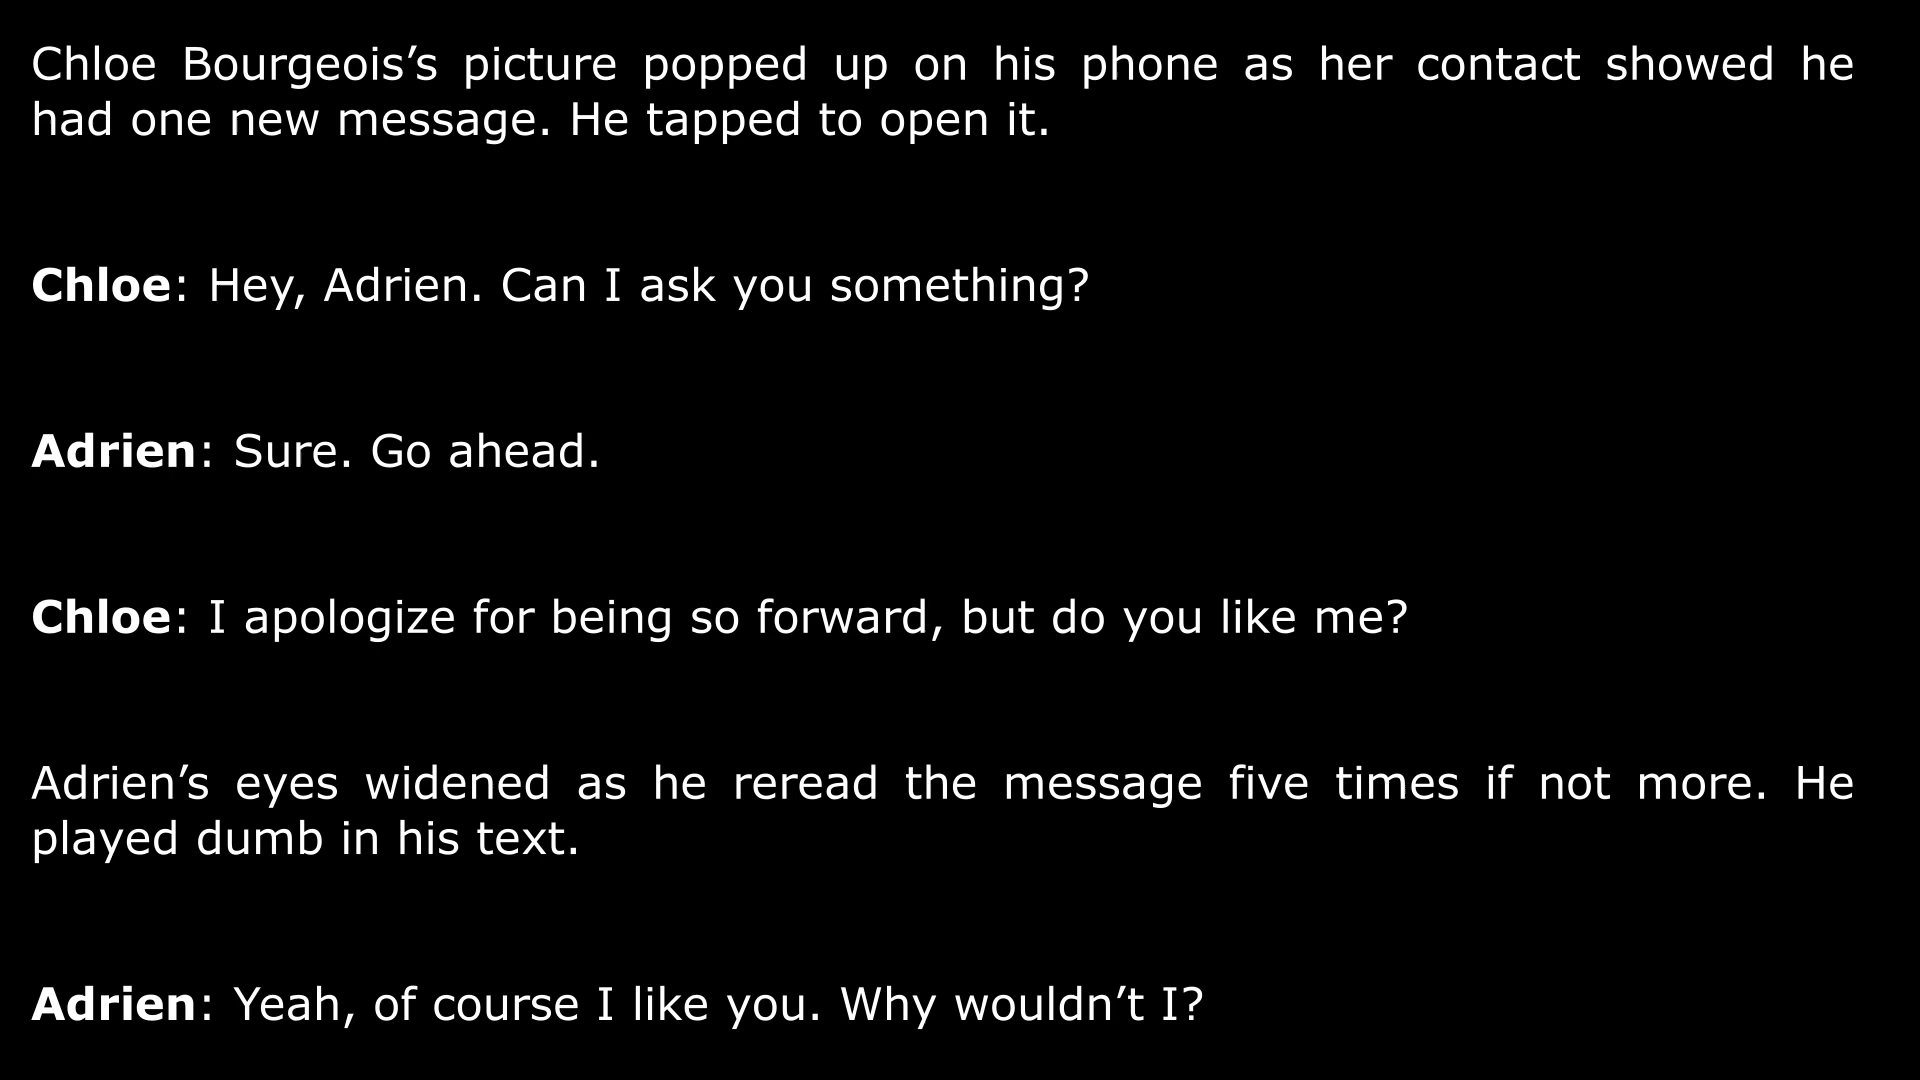 Chloe Bourgeois’s picture popped up on his phone as her contact showed he
had one new message. He tapped to open it.
Chloe: Hey, Adrien. Can I ask you something?
Adrien: Sure. Go ahead.
Chloe: I apologize for being so forward, but do you like me?
Adrien’s eyes widened as he reread the message five times if not more. He
played dumb in his text.
Adrien: Yeah, of course I like you. Why wouldn’t I?